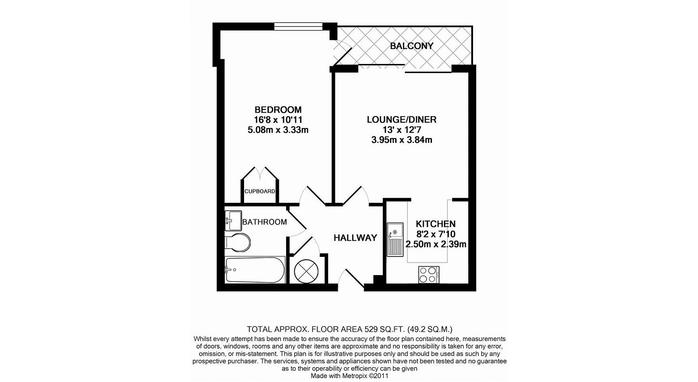 BALCONY
BEDROOM
16'8 x 10'11
5.08m x 3.33m
LOUNGE/DINER
13' x 12'7
3.95m x 3.84m
CUPBOARD
BATHROOM
HALLWAY
KITCHEN
8'2 x 7'10
2.50m x 2.39m
TOTAL APPROX. FLOOR AREA 529 SQ.FT. (49.2 SQ.M.)
Whilst every attempt has been made to ensure the accuracy of the floor plan contained here, measurements
of doors, windows, rooms and any other items are approximate and no responsibility is taken for any error,
omission, or mis-statement. This plan is for illustrative purposes only and should be used as such by any
prospective purchaser. The services, systems and appliances shown have not been tested and no guarantee
as to their operability or efficiency can be given
Made with Metropix ©2011